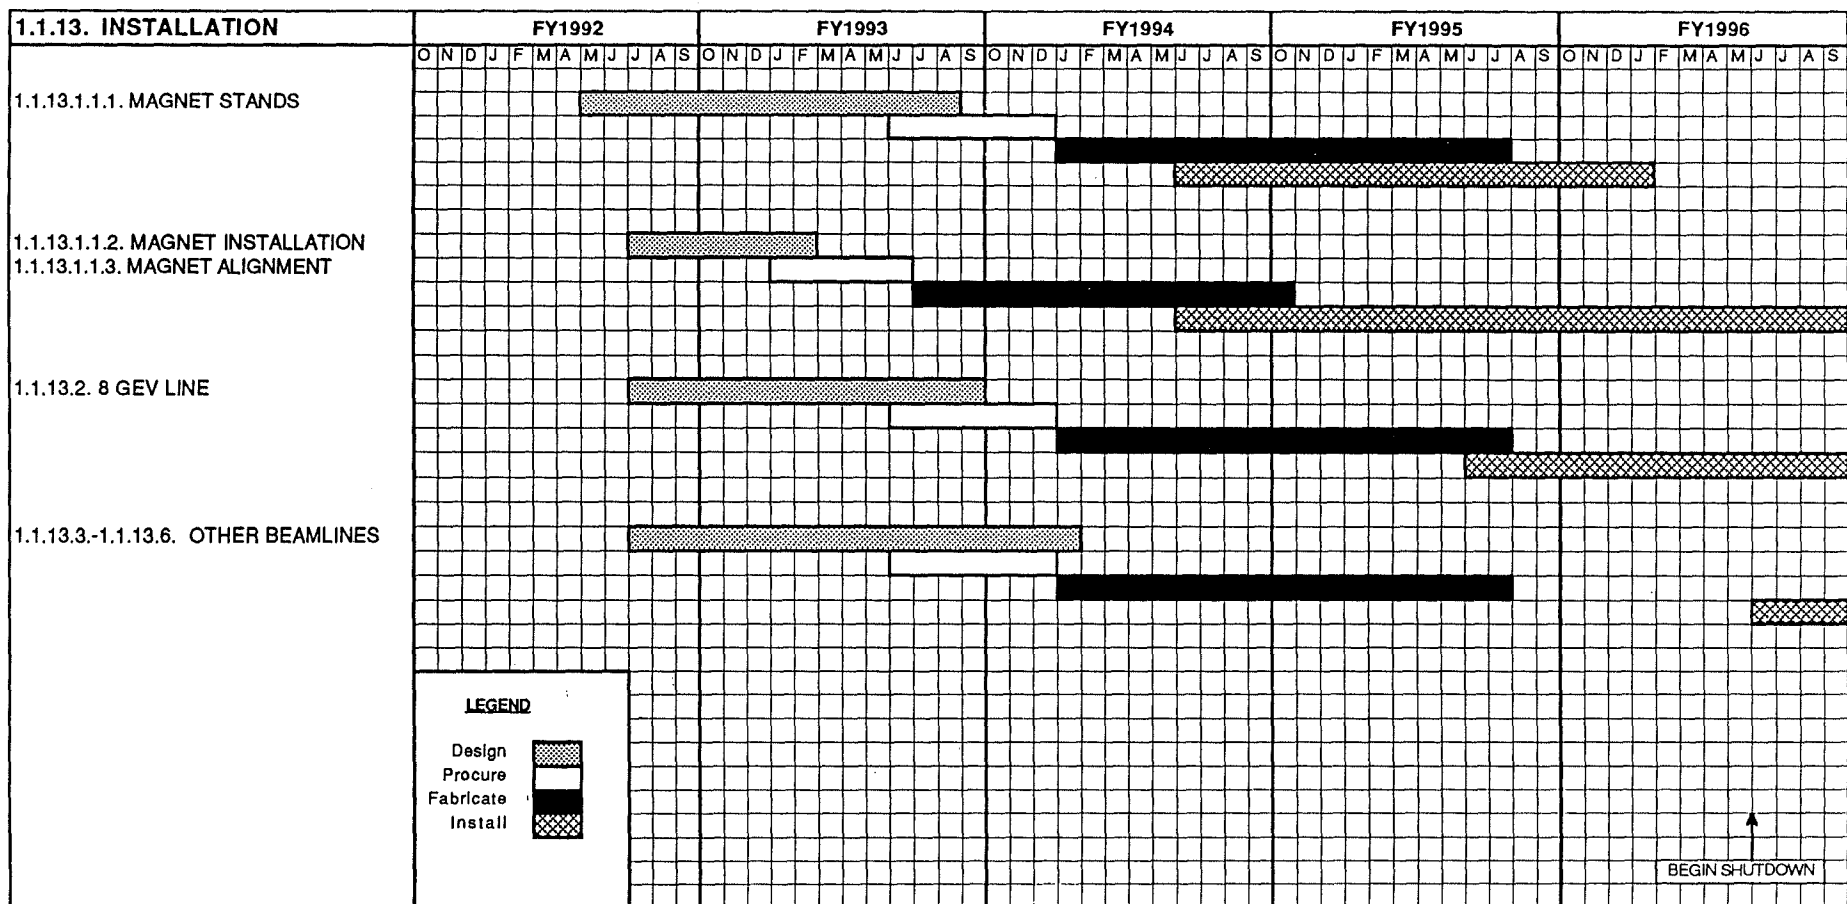 1.1.13. INSTALLATION FY1992 FY1993 FY1994 FY1995 FY1996
O N D J F M A M J J A S O N D J F M A M J J A S O N D J F M A M J J A S O N D J F M A M J J A S O N D J F M A M J J A S
1.1.13.1.1.1. MAGNET STANDS
1.1.13.1.1.2. MAGNET INSTALLATION
1.1.13.1.1.3. MAGNET ALIGNMENT
1.1.13.2. 8 GEV LINE
1.1.13.3.-1.1.13.6. OTHER BEAMLINES
LEGEND
Design
Procure
Fabricate
Install
BEGIN SHUTDOWN